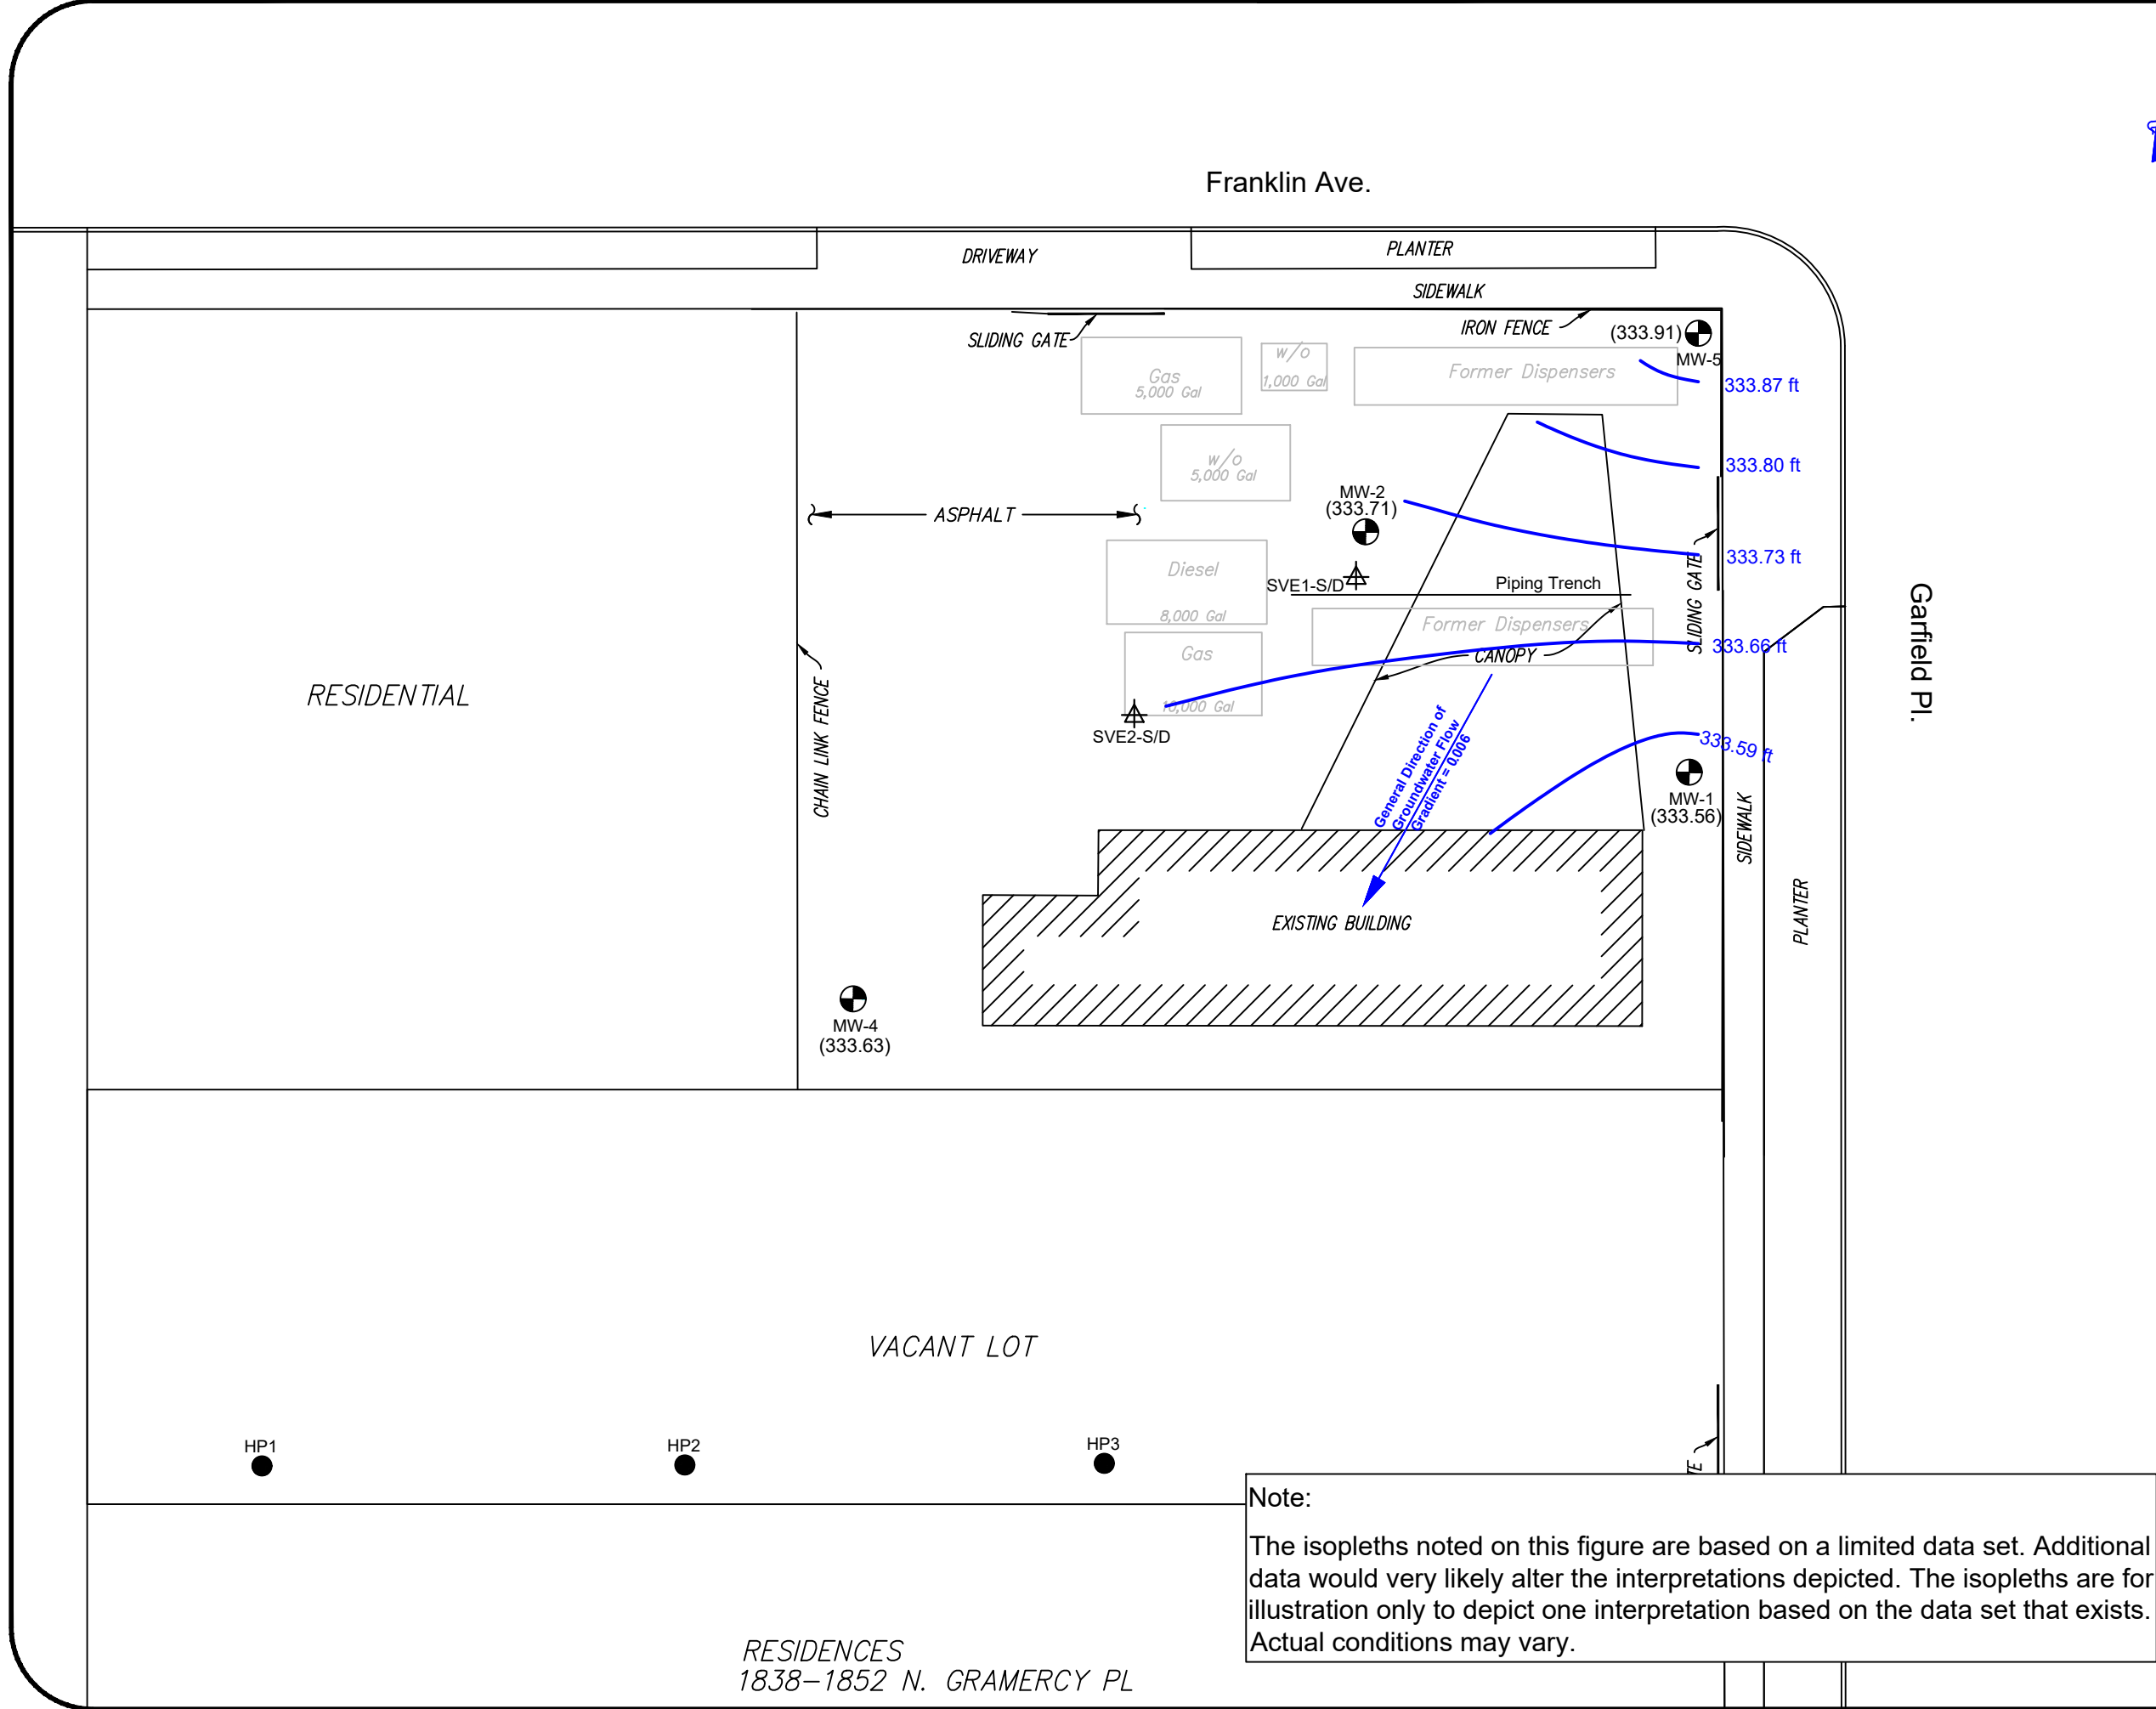 Franklin Ave.
DRIVEWAY
PLANTER
SIDEWALK
SLIDING GATE
IRON FENCE
(333.91)
MW-5
Gas
5,000 Gal
w/o
1,000 Gal
Former Dispensers
333.87 ft
w/o
5,000 Gal
333.80 ft
MW-2
(333.71)
ASPHALT
333.73 ft
SLIDING GATE
Diesel
8,000 Gal
SVE1-S/D
Piping Trench
Former Dispensers
Garfield Pl.
333.66 ft
CANOPY
Gas
10,000 Gal
SVE2-S/D
RESIDENTIAL
CHAIN LINK FENCE
General Direction of
Groundwater Flow
Gradient = 0.006
333.59 ft
MW-1
(333.56)
SIDEWALK
PLANTER
EXISTING BUILDING
MW-4
(333.63)
VACANT LOT
HP1
HP2
HP3
TE
Note:
The isopleths noted on this figure are based on a limited data set. Additional
data would very likely alter the interpretations depicted. The isopleths are for
illustration only to depict one interpretation based on the data set that exists.
Actual conditions may vary.
RESIDENCES
1838-1852 N. GRAMERCY PL